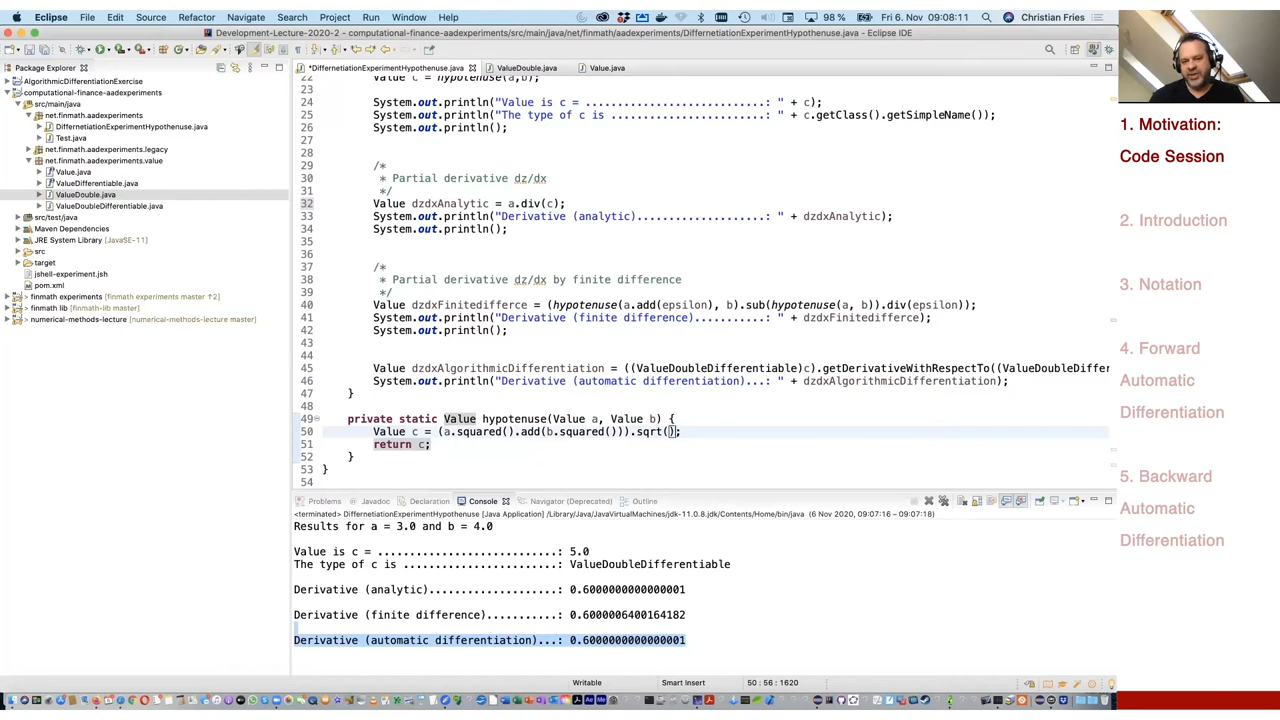 Eclipse File Edit Source Refactor Navigate Search Project Run Window Help 98 % Fri 6. Nov 09:08:11 Christian Fries
Development-Lecture-2020-2 - computational-finance-aadexperiments/src/main/java/net/finmath/aadexperiments/DiffernetiationExperimentHypothenuse.java - Eclipse IDE
Package Explorer
AlgorithmicDiffetentiationExercise
computational-finance-aadexperiments
src/main/java
net.finmath.aadexperiments
DiffernetiationExperimentHypothenuse.java
Test.java
net.finmath.aadexperiments.legacy
net.finmath.aadexperiments.value
Value.java
ValueDifferentiable.java
ValueDouble.java
ValueDoubleDifferentiable.java
src/test/java
Maven Dependencies
JRE System Library [JavaSE-11]
src
target
jshell-experiment.jsh
pom.xml
> finmath experiments [finmath experiments master ↑2]
> finmath lib [finmath-lib master]
> numerical-methods-lecture [numerical-methods-lecture master]
*DiffernetiationExperimentHypothenuse.java ValueDouble.java Value.java
22 Value c = hypotenuse(a,b);
23
24 System.out.println("Value is c = ............................: " + c);
25 System.out.println("The type of c is ........................: " + c.getClass().getSimpleName());
26 System.out.println();
27
28
29 /*
30 * Partial derivative dz/dx
31 */
32 Value dzdxAnalytic = a.div(c);
33 System.out.println("Derivative (analytic)....................: " + dzdxAnalytic);
34 System.out.println();
35
36
37 /*
38 * Partial derivative dz/dx by finite difference
39 */
40 Value dzdxFinitedifferce = (hypotenuse(a.add(epsilon), b).sub(hypotenuse(a, b)).div(epsilon));
41 System.out.println("Derivative (finite difference)...........: " + dzdxFinitedifferce);
42 System.out.println();
43
44
45 Value dzdxAlgorithmicDifferentiation = ((ValueDoubleDifferentiable)c).getDerivativeWithRespectTo((ValueDoubleDiffer
46 System.out.println("Derivative (automatic differentiation)...: " + dzdxAlgorithmicDifferentiation);
47 }
48
49 private static Value hypotenuse(Value a, Value b) {
50 Value c = (a.squared().add(b.squared())).sqrt();
51 return c;
52 }
53 }
54
Problems Javadoc Declaration Console Navigator (Deprecated) Outline
<terminated> DiffernetiationExperimentHypothenuse [Java Application] /Library/Java/JavaVirtualMachines/jdk-11.0.8.jdk/Contents/Home/bin/java (6 Nov 2020, 09:07:16 – 09:07:18)
Results for a = 3.0 and b = 4.0
Value is c = ............................: 5.0
The type of c is ........................: ValueDoubleDifferentiable
Derivative (analytic)....................: 0.6000000000000001
Derivative (finite difference)...........: 0.6000006400164182
Derivative (automatic differentiation)...: 0.6000000000000001
Writable Smart Insert 50 : 56 : 1620
1. Motivation:
Code Session
2. Introduction
3. Notation
4. Forward
Automatic
Differentiation
5. Backward
Automatic
Differentiation